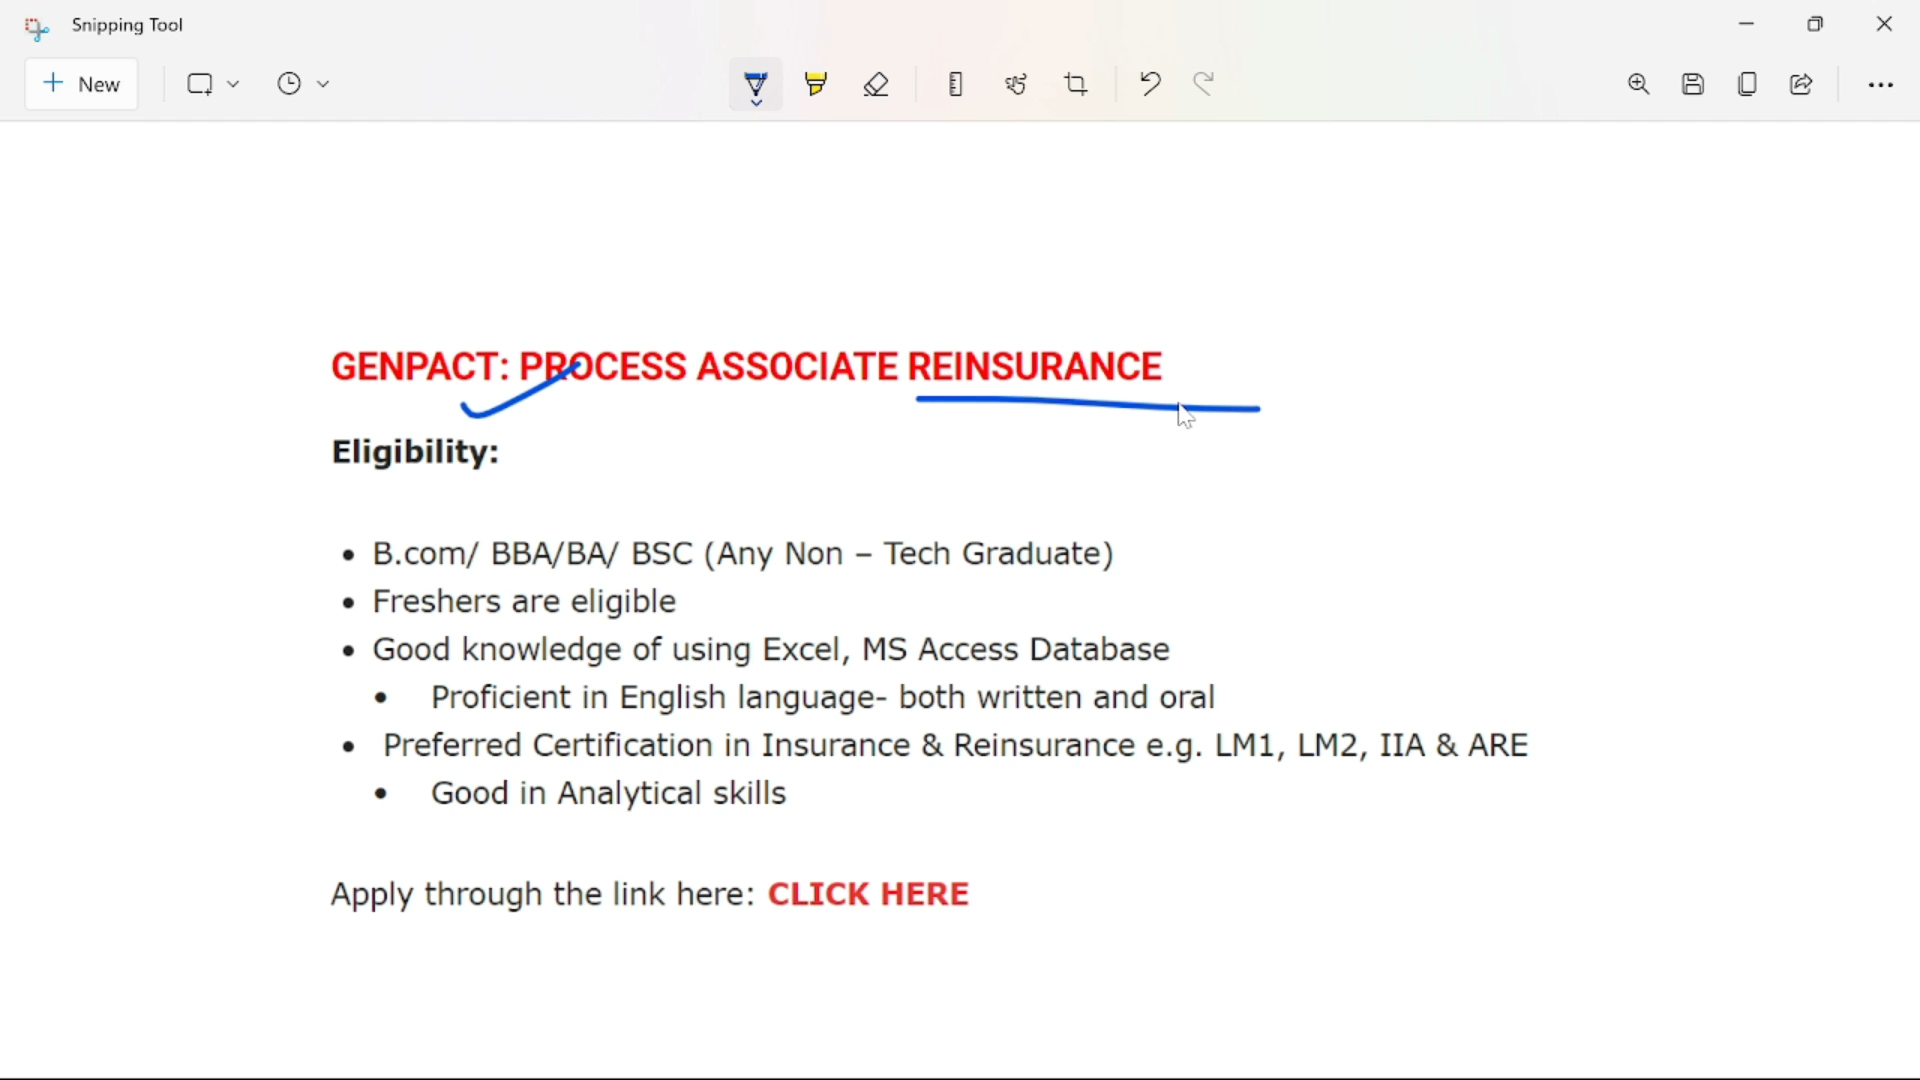 Snipping Tool
New
GENPACT: PROCESS ASSOCIATE REINSURANCE
Eligibility:
• B.com/ BBA/BA/ BSC (Any Non – Tech Graduate)
• Freshers are eligible
• Good knowledge of using Excel, MS Access Database
• Proficient in English language- both written and oral
• Preferred Certification in Insurance & Reinsurance e.g. LM1, LM2, IIA & ARE
• Good in Analytical skills
Apply through the link here: CLICK HERE